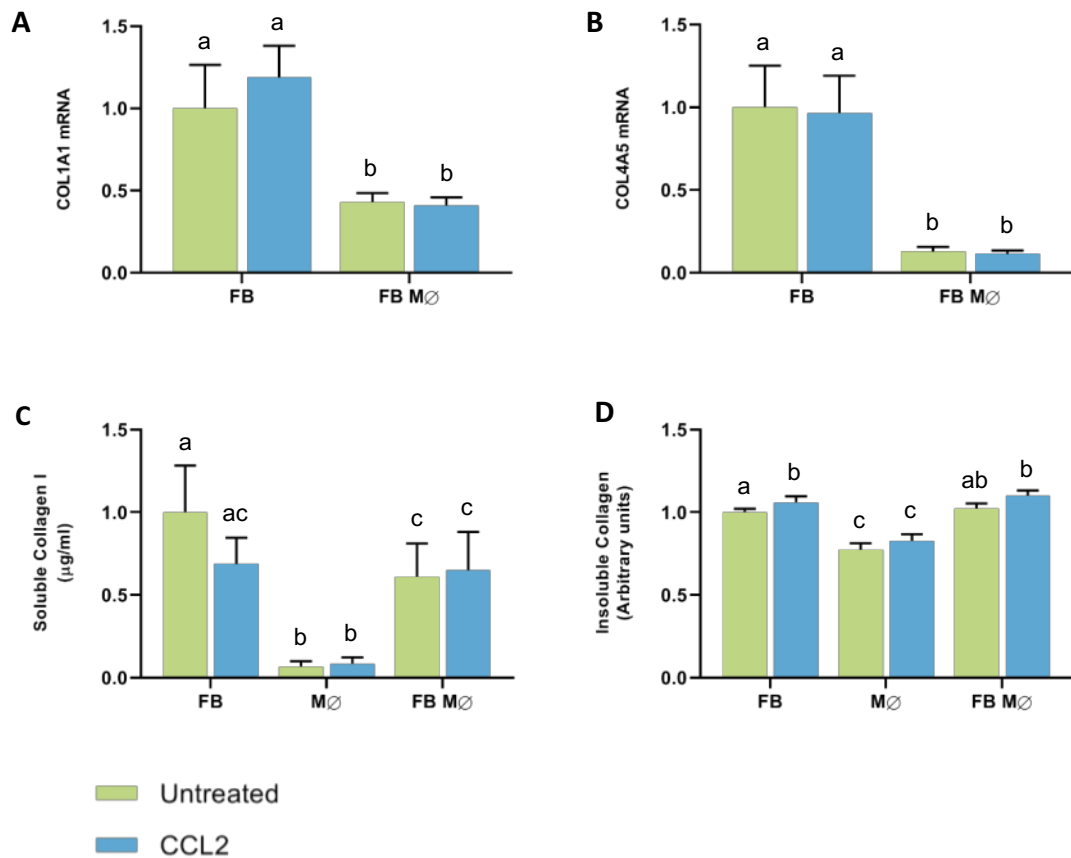 A
COL1A1 mRNA
1.5
1.0
0.5
0.0
a
a
b
b
FB
FB MØ
B
COL4A5 mRNA
1.5
1.0
0.5
0.0
a
a
b
b
FB
FB MØ
C
Soluble Collagen I
(µg/ml)
1.5
1.0
0.5
0.0
a
ac
b
b
c
c
FB
MØ
FB MØ
D
Insoluble Collagen
(Arbitrary units)
1.5
1.0
0.5
0.0
a
b
c
c
ab
b
FB
MØ
FB MØ
Untreated
CCL2